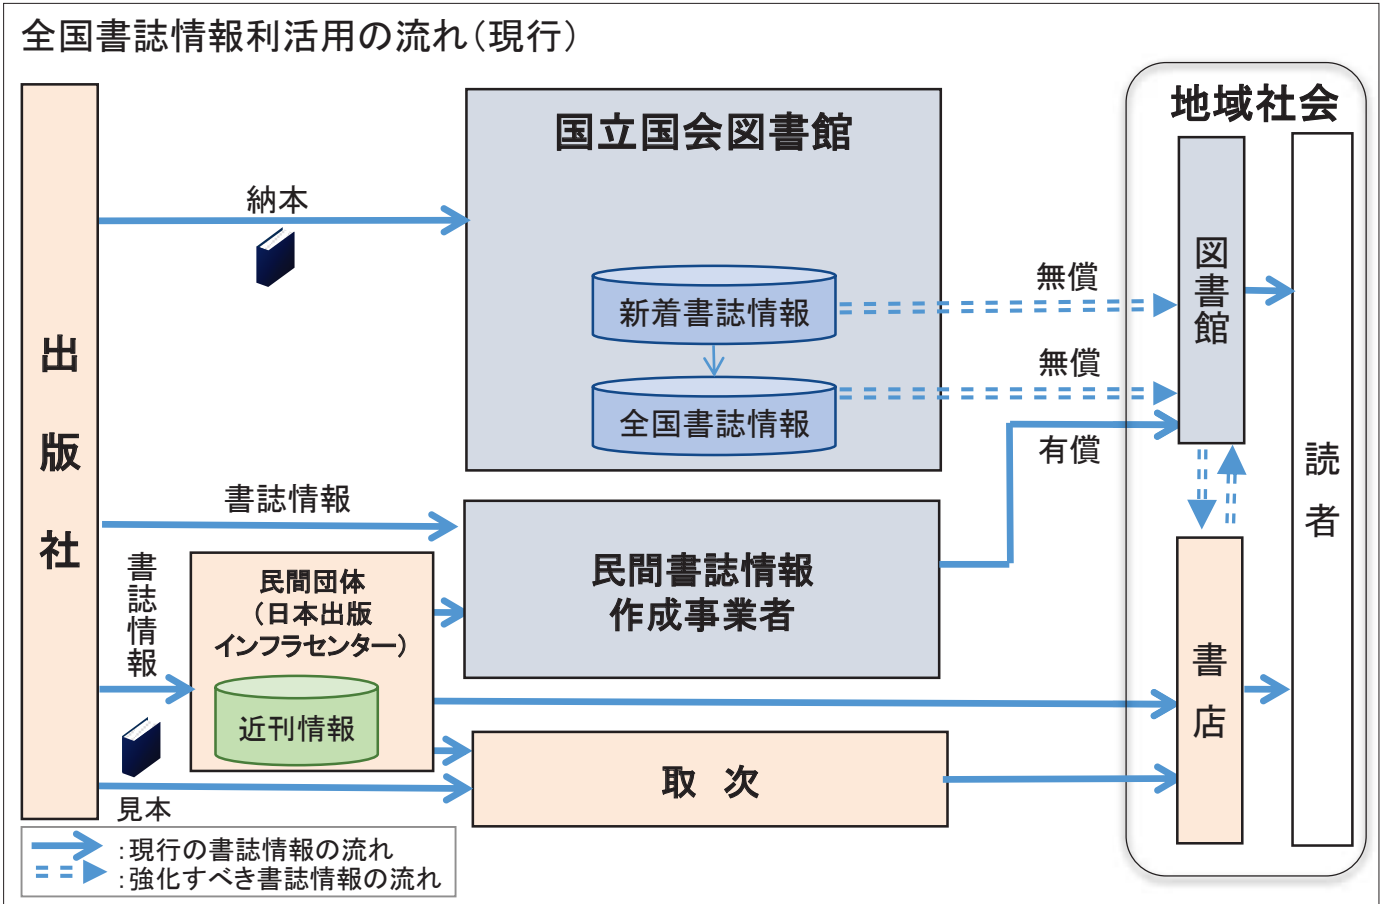 全国書誌情報利活用の流れ（現行）
出版社
納本
国立国会図書館
新着書誌情報
全国書誌情報
無償
無償
有償
地域社会
図書館
読者
書店
書誌情報
書誌情報
民間団体
（日本出版
インフラセンター）
近刊情報
民間書誌情報
作成事業者
取 次
見本
：現行の書誌情報の流れ
：強化すべき書誌情報の流れ